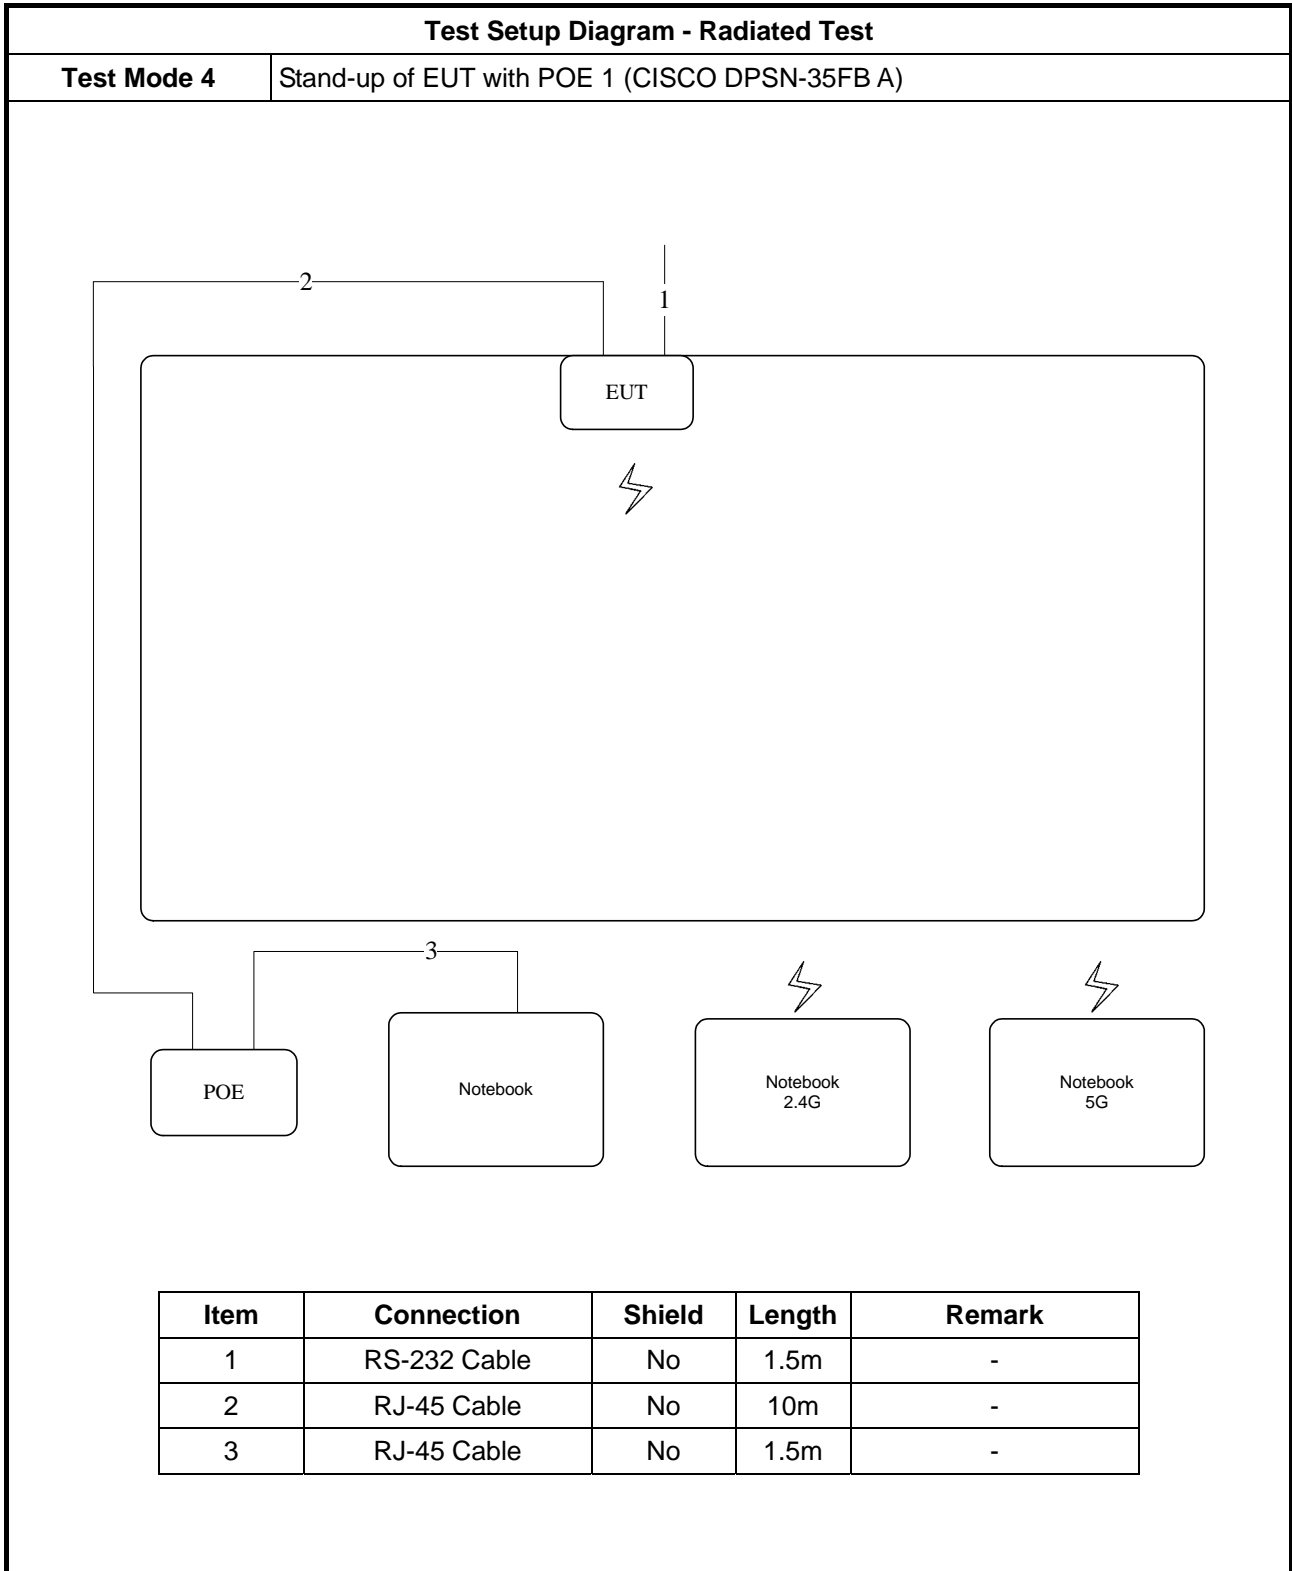 Test Setup Diagram - Radiated Test
Test Mode 4 Stand-up of EUT with POE 1 (CISCO DPSN-35FB A)
2
1
EUT
3
POE
Notebook
Notebook
2.4G
Notebook
5G
Item Connection Shield Length Remark
1 RS-232 Cable No 1.5m -
2 RJ-45 Cable No 10m -
3 RJ-45 Cable No 1.5m -